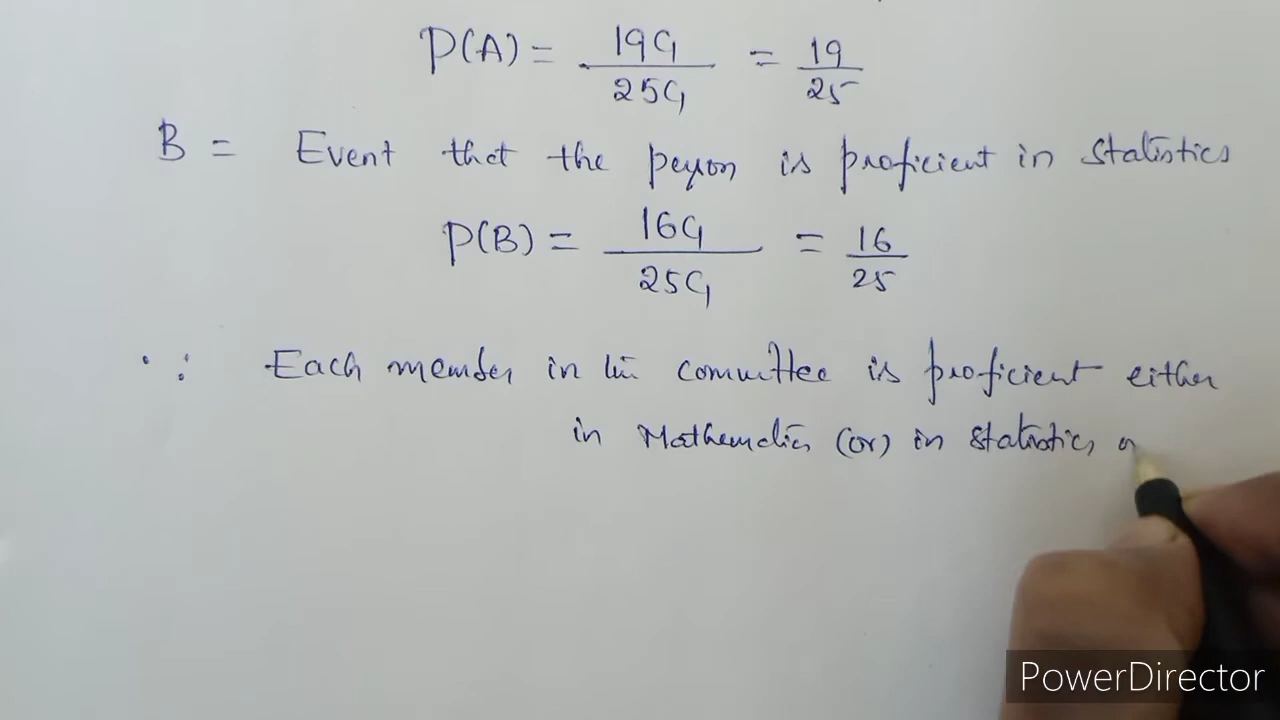 P(A) = 19C₁ / 25C₁ = 19/25
B = Event that the person is proficient in Statistics
P(B) = 16C₁ / 25C₁ = 16/25
∵ Each member in the committee is proficient either
in Mathematics (or) in statistics
PowerDirector